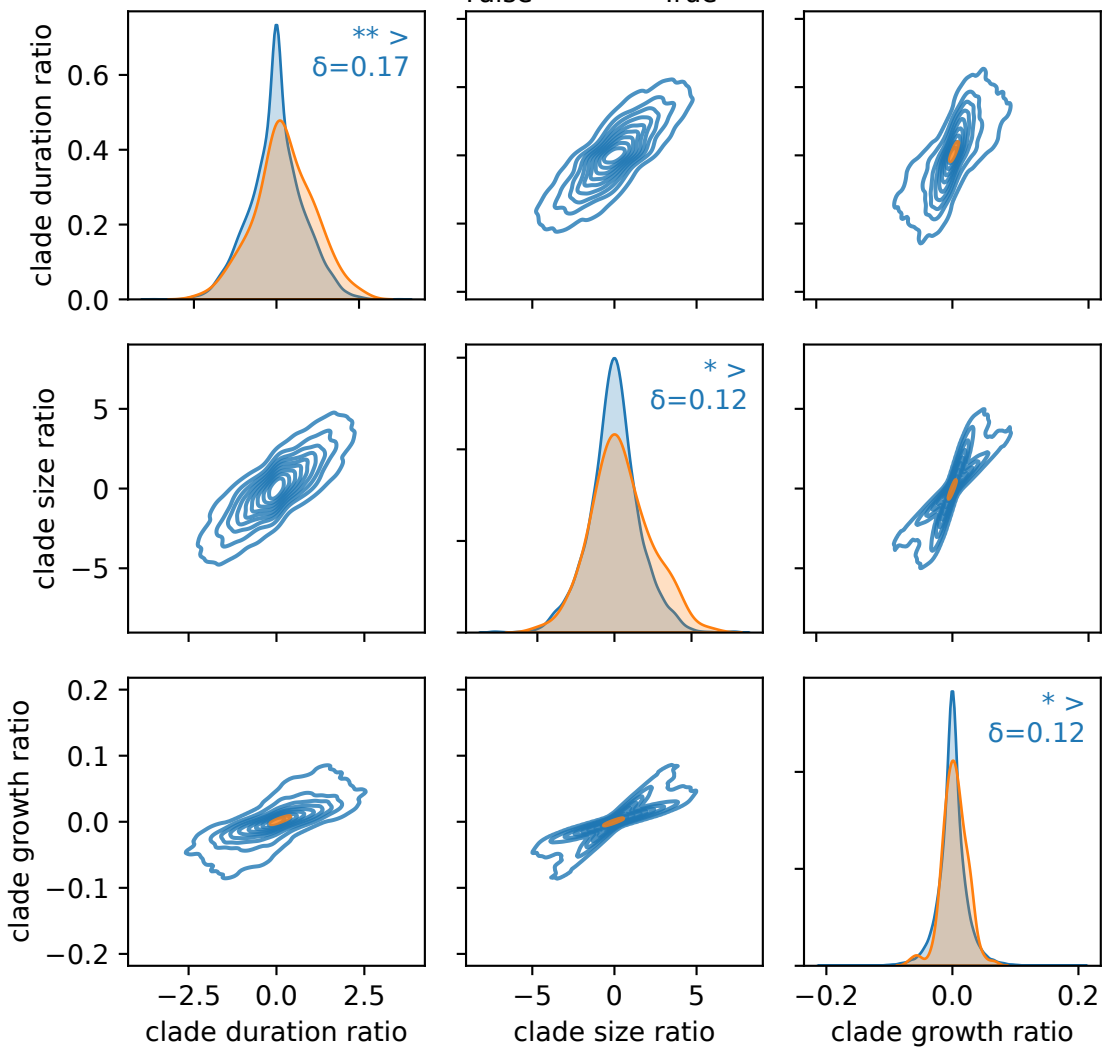 False True
clade duration ratio
0.6
0.4
0.2
0.0
** >
δ=0.17
clade size ratio
5
0
−5
* >
δ=0.12
clade growth ratio
0.2
0.1
0.0
−0.1
−0.2
* >
δ=0.12
−2.5 0.0 2.5
−5 0 5
−0.2 0.0 0.2
clade duration ratio
clade size ratio
clade growth ratio